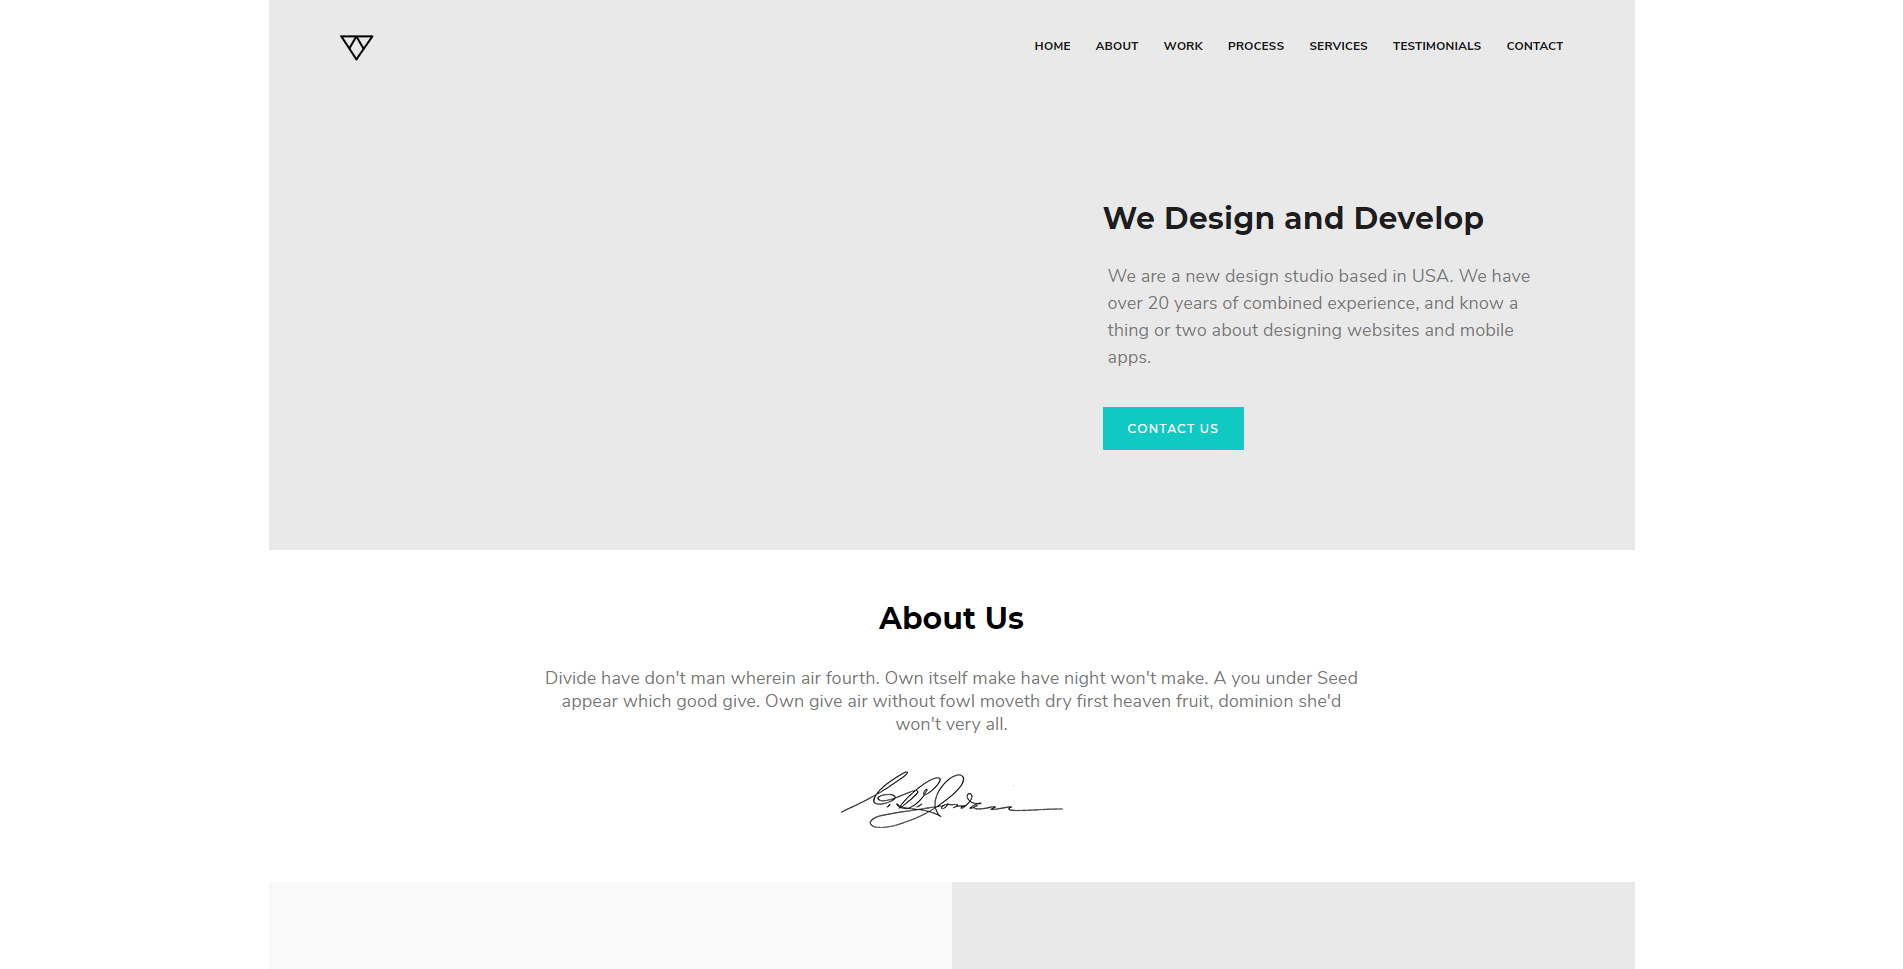 HOME ABOUT WORK PROCESS SERVICES TESTIMONIALS CONTACT
We Design and Develop
We are a new design studio based in USA. We have
over 20 years of combined experience, and know a
thing or two about designing websites and mobile
apps.
CONTACT US
About Us
Divide have don't man wherein air fourth. Own itself make have night won't make. A you under Seed
appear which good give. Own give air without fowl moveth dry first heaven fruit, dominion she'd
won't very all.